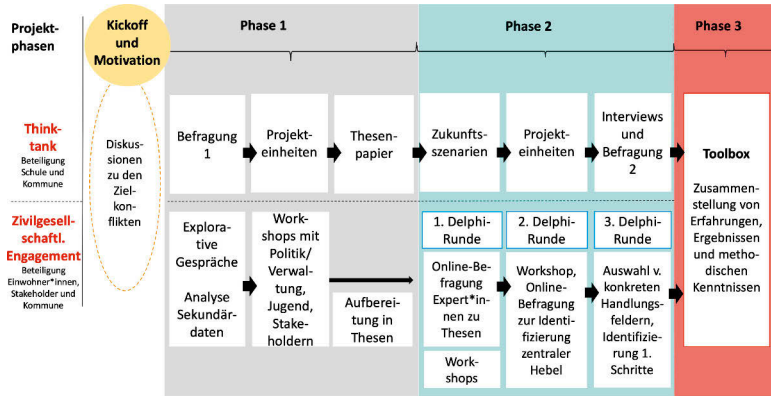 Projekt-
phasen
Kickoff
und
Motivation
Phase 1
Phase 2
Phase 3
Think-
tank
Beteiligung
Schule und
Kommune
Diskus-
sionen
zu den
Ziel-
kon-
flikten
Befragung
1
Projekt-
einheiten
Thesen-
papier
Zukunfts-
szenarien
Projekt-
einheiten
Interviews
und
Befragung
2
Toolbox
Zusammen-
stellung von
Erfahrungen,
Ergebnissen
und metho-
dischen
Kenntnissen
Zivilgesell-
schaftl.
Engagement
Beteiligung
Einwohner*innen,
Stakeholder und
Kommune
Explorative
Gespräche
Analyse
Sekundär-
daten
Work-
shops mit
Politik/
Verwal-
tung,
Jugend,
Stake-
holdern
Aufberei-
tung in
Thesen
1. Delphi-
Runde
Online-Be-
fragung
Expert*in-
nen zu
Thesen
Work-
shops
2. Delphi-
Runde
Workshop,
Online-
Befragung
zur Identi-
fizierung
zentraler
Hebel
3. Delphi-
Runde
Auswahl v.
konkreten
Handlungs-
feldern,
Identifizie-
rung 1.
Schritte